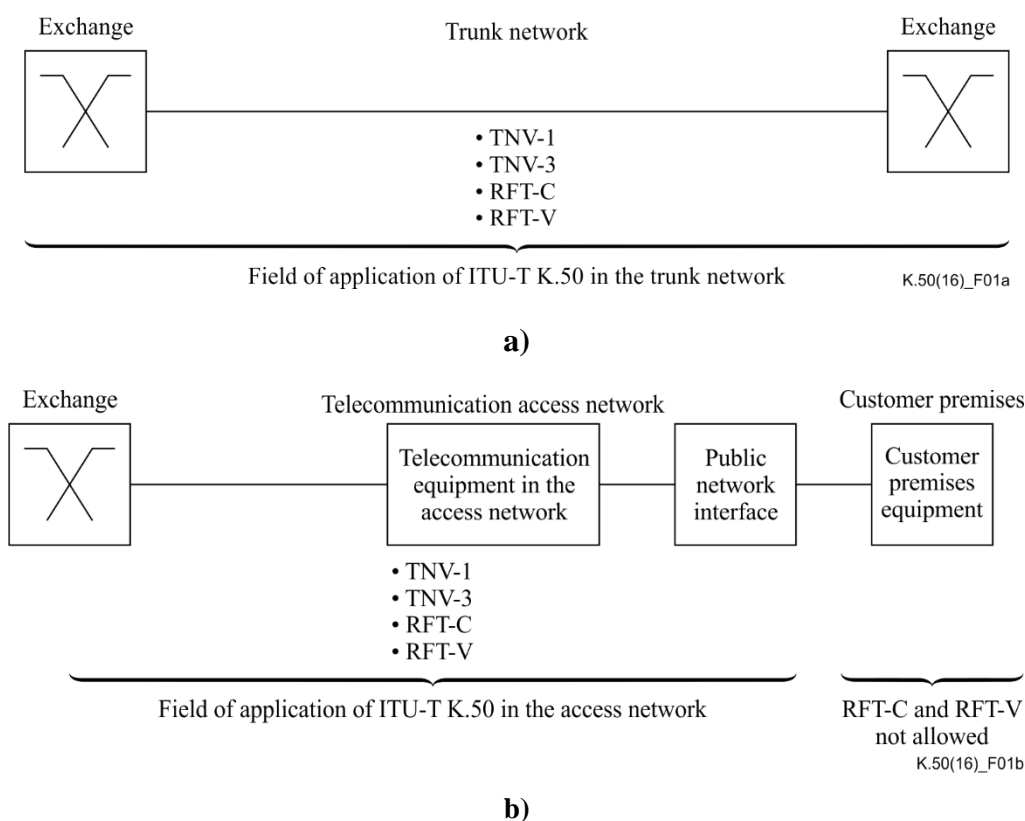 Exchange
Trunk network
Exchange
• TNV-1
• TNV-3
• RFT-C
• RFT-V
Field of application of ITU-T K.50 in the trunk network
K.50(16)_F01a
a)
Exchange
Telecommunication access network
Customer premises
Telecommunication
equipment in the
access network
Public
network
interface
Customer
premises
equipment
• TNV-1
• TNV-3
• RFT-C
• RFT-V
Field of application of ITU-T K.50 in the access network
RFT-C and RFT-V
not allowed
K.50(16)_F01b
b)